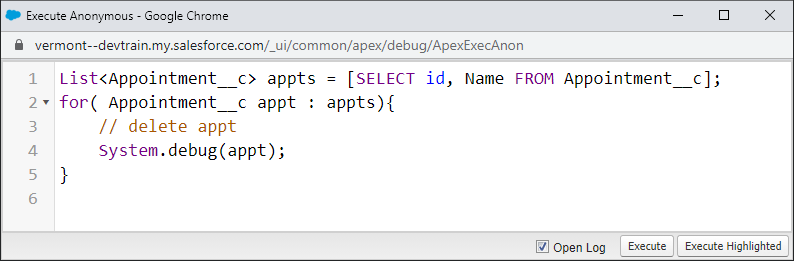 Execute Anonymous - Google Chrome
vermont--devtrain.my.salesforce.com/_ui/common/apex/debug/ApexExecAnon
1 List<Appointment__c> appts = [SELECT id, Name FROM Appointment__c];
2 for( Appointment__c appt : appts){
3     // delete appt
4     System.debug(appt);
5 }
6
Open Log Execute Execute Highlighted